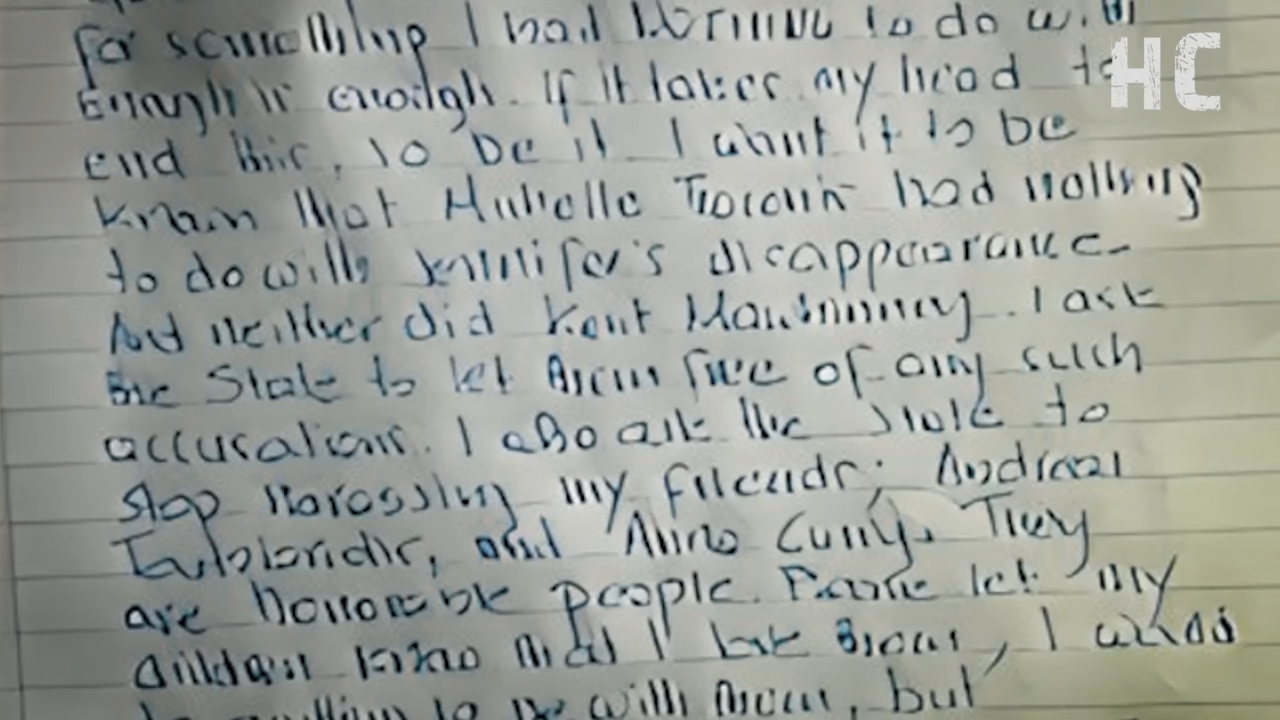 for something I had nothing to do with
HC
Enough is enough. If it takes my head to
end this, so be it. I want it to be
known that Michelle Troconis had nothing
to do with Jennifer's disappearance.
And neither did Kent Mawhinney. I ask
the State to let them free of any such
accusations. I also ask the State to
stop harassing my friends;
and Anna Curry. They
are honorable people. Please let my
children know that I love them, I would
to be with them, but